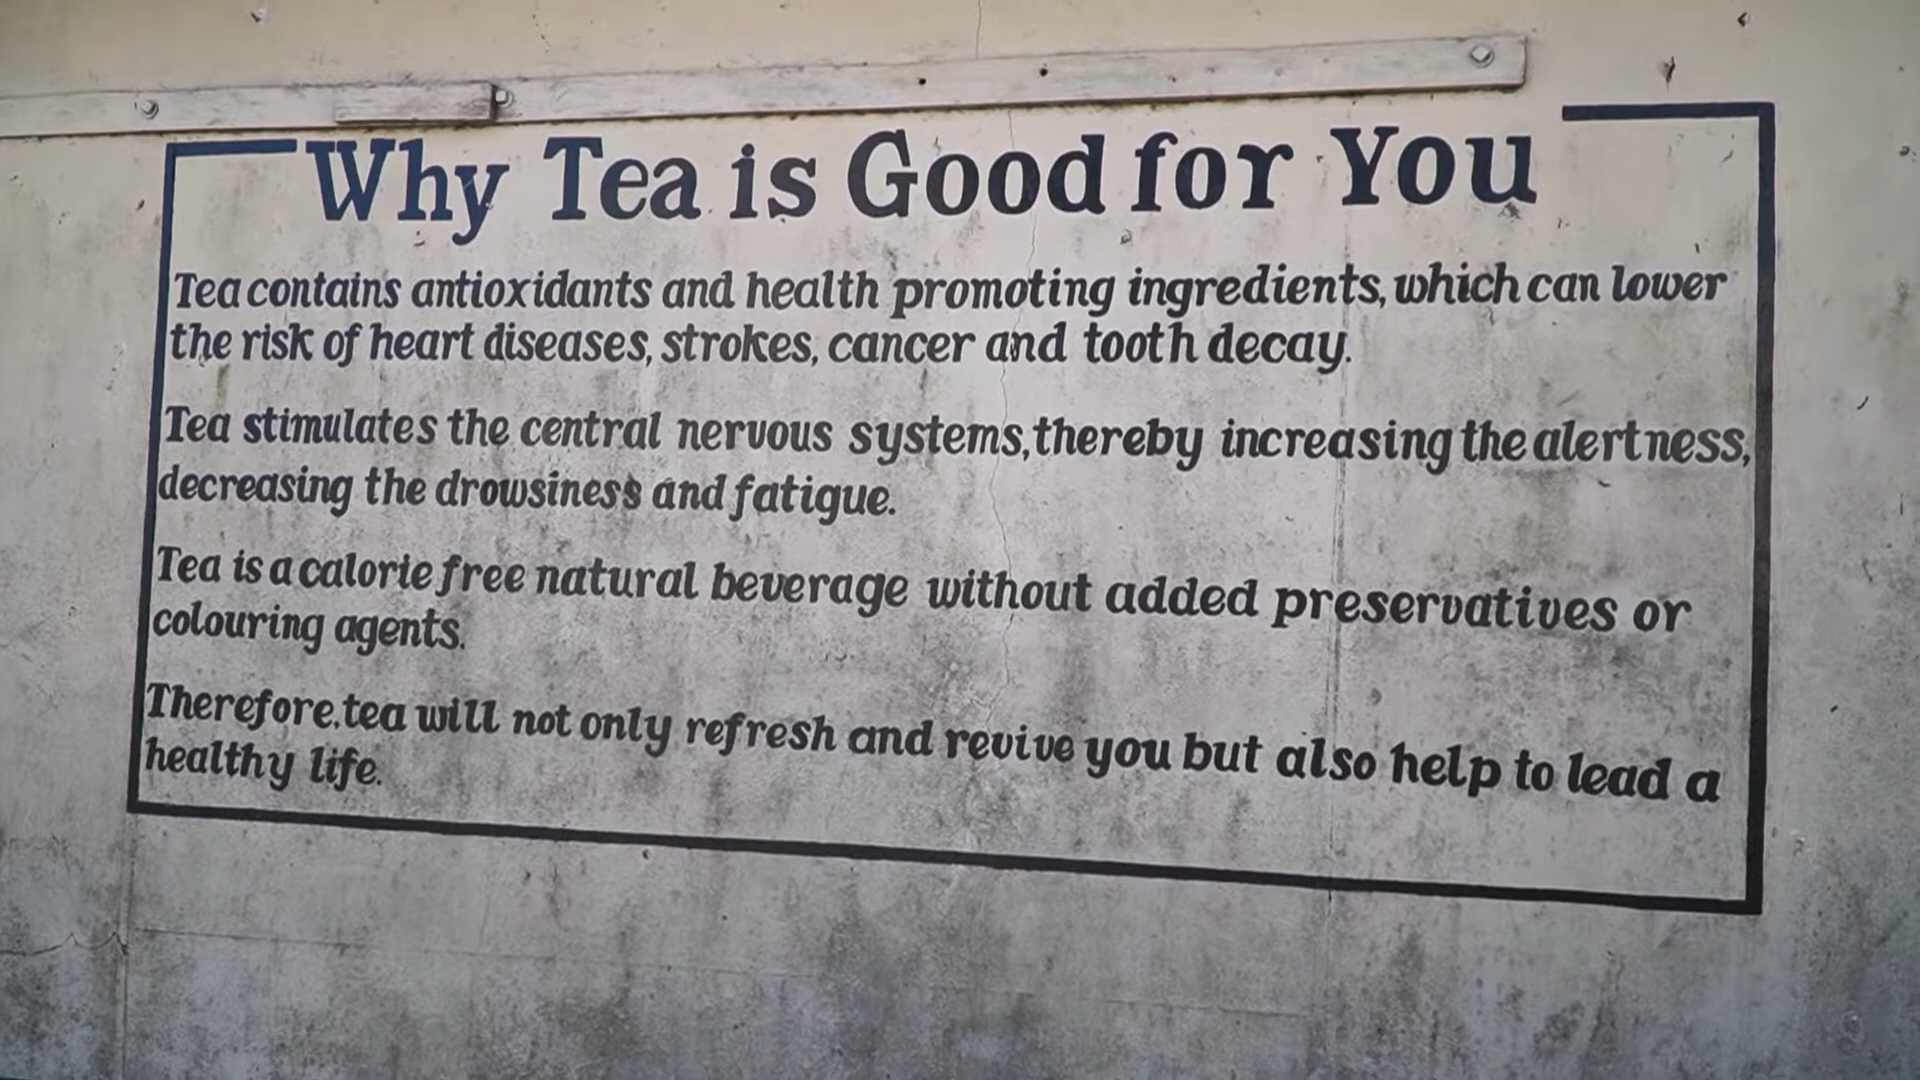 Why Tea is Good for You
Tea contains antioxidants and health promoting ingredients, which can lower
the risk of heart diseases, strokes, cancer and tooth decay.
Tea stimulates the central nervous systems, thereby increasing the alertness,
decreasing the drowsiness and fatigue.
Tea is a calorie free natural beverage without added preservatives or
colouring agents.
Therefore, tea will not only refresh and revive you but also help to lead a
healthy life.